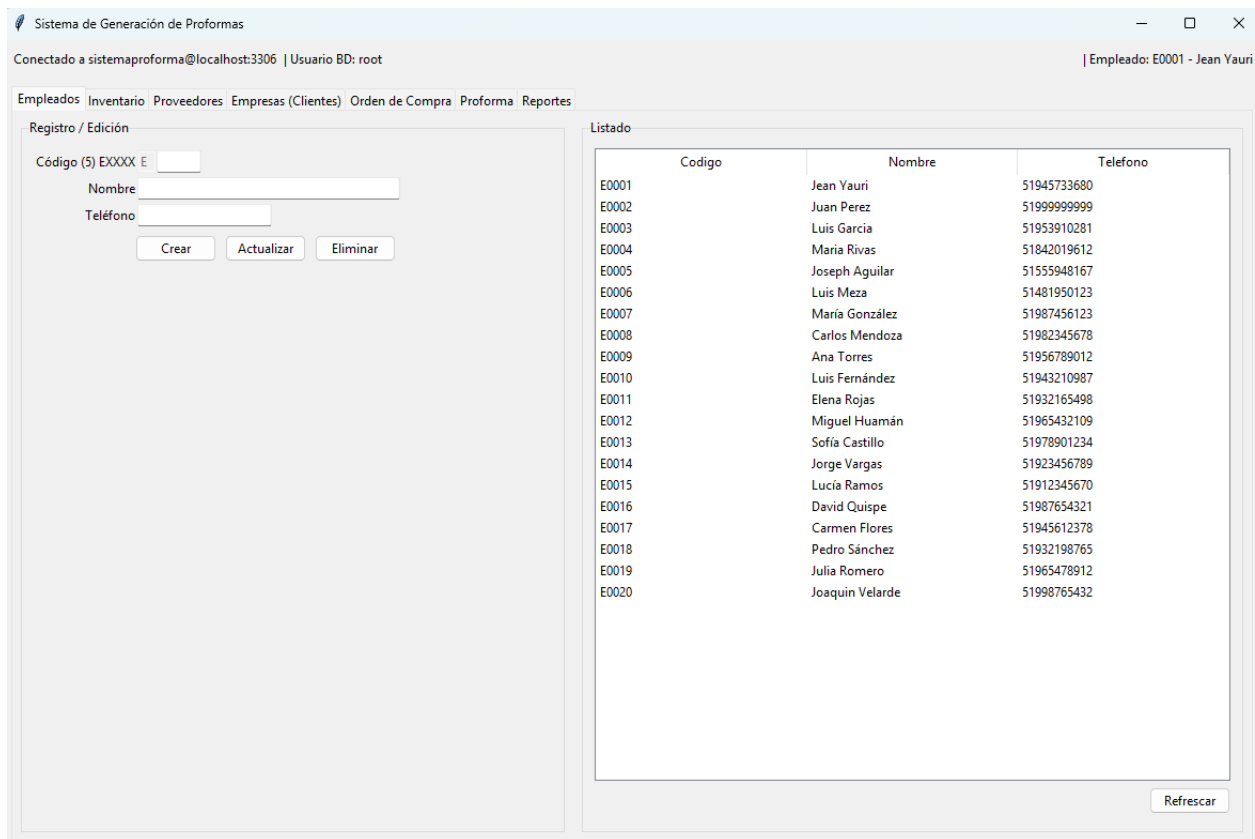 Sistema de Generación de Proformas
Conectado a sistemaproforma@localhost:3306 | Usuario BD: root | Empleado: E0001 - Jean Yauri
Empleados Inventario Proveedores Empresas (Clientes) Orden de Compra Proforma Reportes
Registro / Edición
Código (5) EXXXX E
Nombre
Teléfono
Crear Actualizar Eliminar
Listado
Codigo Nombre Telefono
E0001 Jean Yauri 51945733680
E0002 Juan Perez 51999999999
E0003 Luis Garcia 51953910281
E0004 Maria Rivas 51842019612
E0005 Joseph Aguilar 51555948167
E0006 Luis Meza 51481950123
E0007 María González 51987456123
E0008 Carlos Mendoza 51982345678
E0009 Ana Torres 51956789012
E0010 Luis Fernández 51943210987
E0011 Elena Rojas 51932165498
E0012 Miguel Huamán 51965432109
E0013 Sofía Castillo 51978901234
E0014 Jorge Vargas 51923456789
E0015 Lucía Ramos 51912345670
E0016 David Quispe 51987654321
E0017 Carmen Flores 51945612378
E0018 Pedro Sánchez 51932198765
E0019 Julia Romero 51965478912
E0020 Joaquin Velarde 51998765432
Refrescar